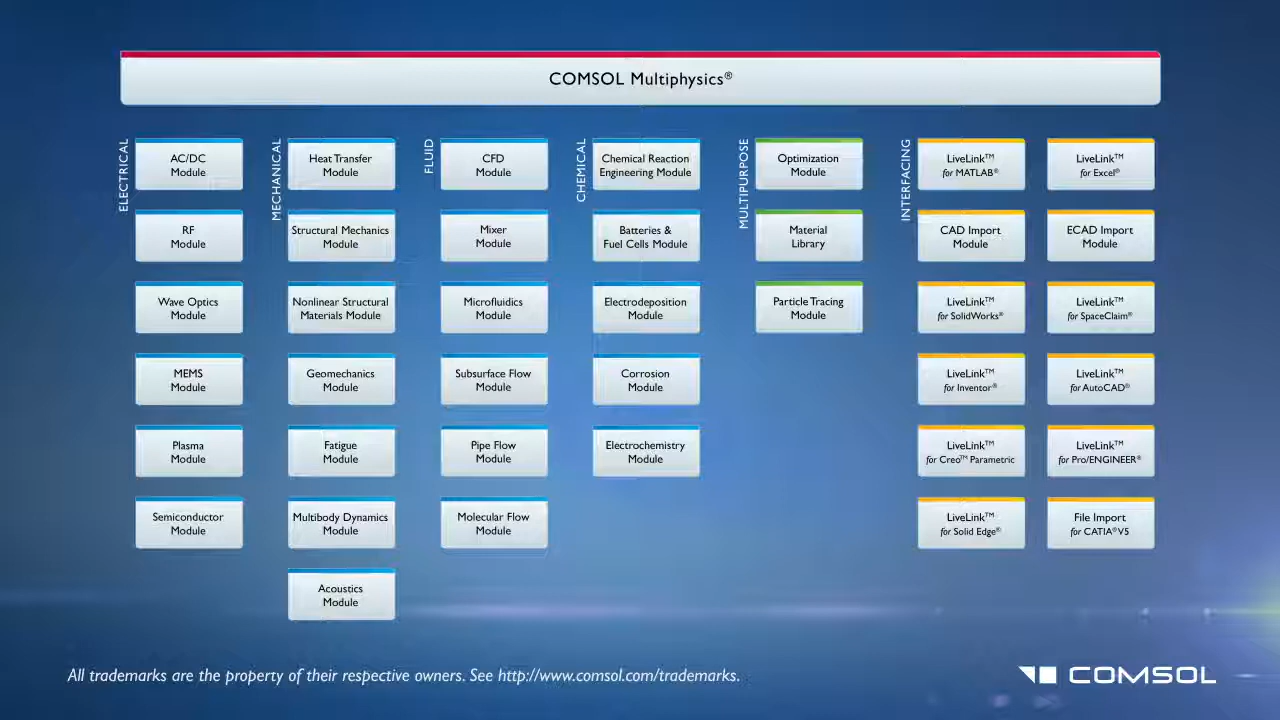 COMSOL Multiphysics®
ELECTRICAL
AC/DC
Module
RF
Module
Wave Optics
Module
MEMS
Module
Plasma
Module
Semiconductor
Module
MECHANICAL
Heat Transfer
Module
Structural Mechanics
Module
Nonlinear Structural
Materials Module
Geomechanics
Module
Fatigue
Module
Multibody Dynamics
Module
Acoustics
Module
FLUID
CFD
Module
Mixer
Module
Microfluidics
Module
Subsurface Flow
Module
Pipe Flow
Module
Molecular Flow
Module
CHEMICAL
Chemical Reaction
Engineering Module
Batteries &
Fuel Cells Module
Electrodeposition
Module
Corrosion
Module
Electrochemistry
Module
MULTIPURPOSE
Optimization
Module
Material
Library
Particle Tracing
Module
INTERFACING
LiveLink™
for MATLAB®
LiveLink™
for Excel®
CAD Import
Module
ECAD Import
Module
LiveLink™
for SolidWorks®
LiveLink™
for SpaceClaim®
LiveLink™
for Inventor®
LiveLink™
for AutoCAD®
LiveLink™
for Creo™ Parametric
LiveLink™
for Pro/ENGINEER®
LiveLink™
for Solid Edge®
File Import
for CATIA® V5
All trademarks are the property of their respective owners. See http://www.comsol.com/trademarks.
COMSOL